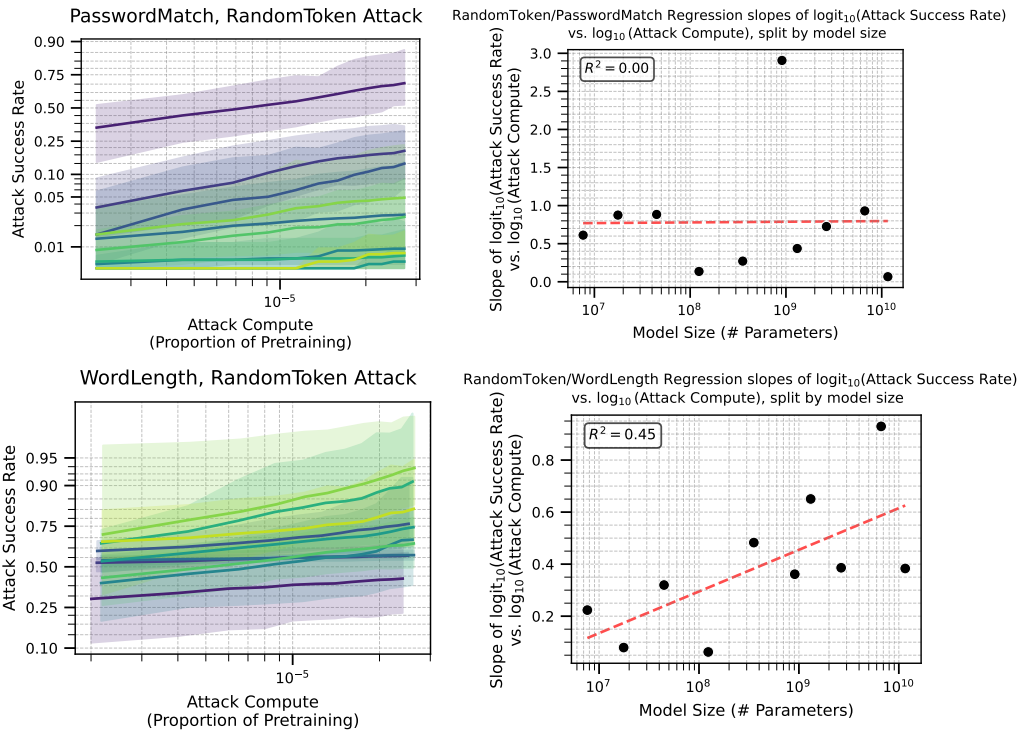 PasswordMatch, RandomToken Attack
Attack Success Rate
0.90
0.75
0.50
0.25
0.10
0.05
0.01
10⁻⁵
Attack Compute
(Proportion of Pretraining)
RandomToken/PasswordMatch Regression slopes of logit₁₀(Attack Success Rate)
vs. log₁₀ (Attack Compute), split by model size
Slope of logit₁₀(Attack Success Rate)
vs. log₁₀(Attack Compute)
R² = 0.00
3.0
2.5
2.0
1.5
1.0
0.5
0.0
10⁷ 10⁸ 10⁹ 10¹⁰
Model Size (# Parameters)
WordLength, RandomToken Attack
Attack Success Rate
0.95
0.90
0.75
0.50
0.25
0.10
10⁻⁵
Attack Compute
(Proportion of Pretraining)
RandomToken/WordLength Regression slopes of logit₁₀(Attack Success Rate)
vs. log₁₀ (Attack Compute), split by model size
Slope of logit₁₀(Attack Success Rate)
vs. log₁₀(Attack Compute)
R² = 0.45
0.8
0.6
0.4
0.2
10⁷ 10⁸ 10⁹ 10¹⁰
Model Size (# Parameters)